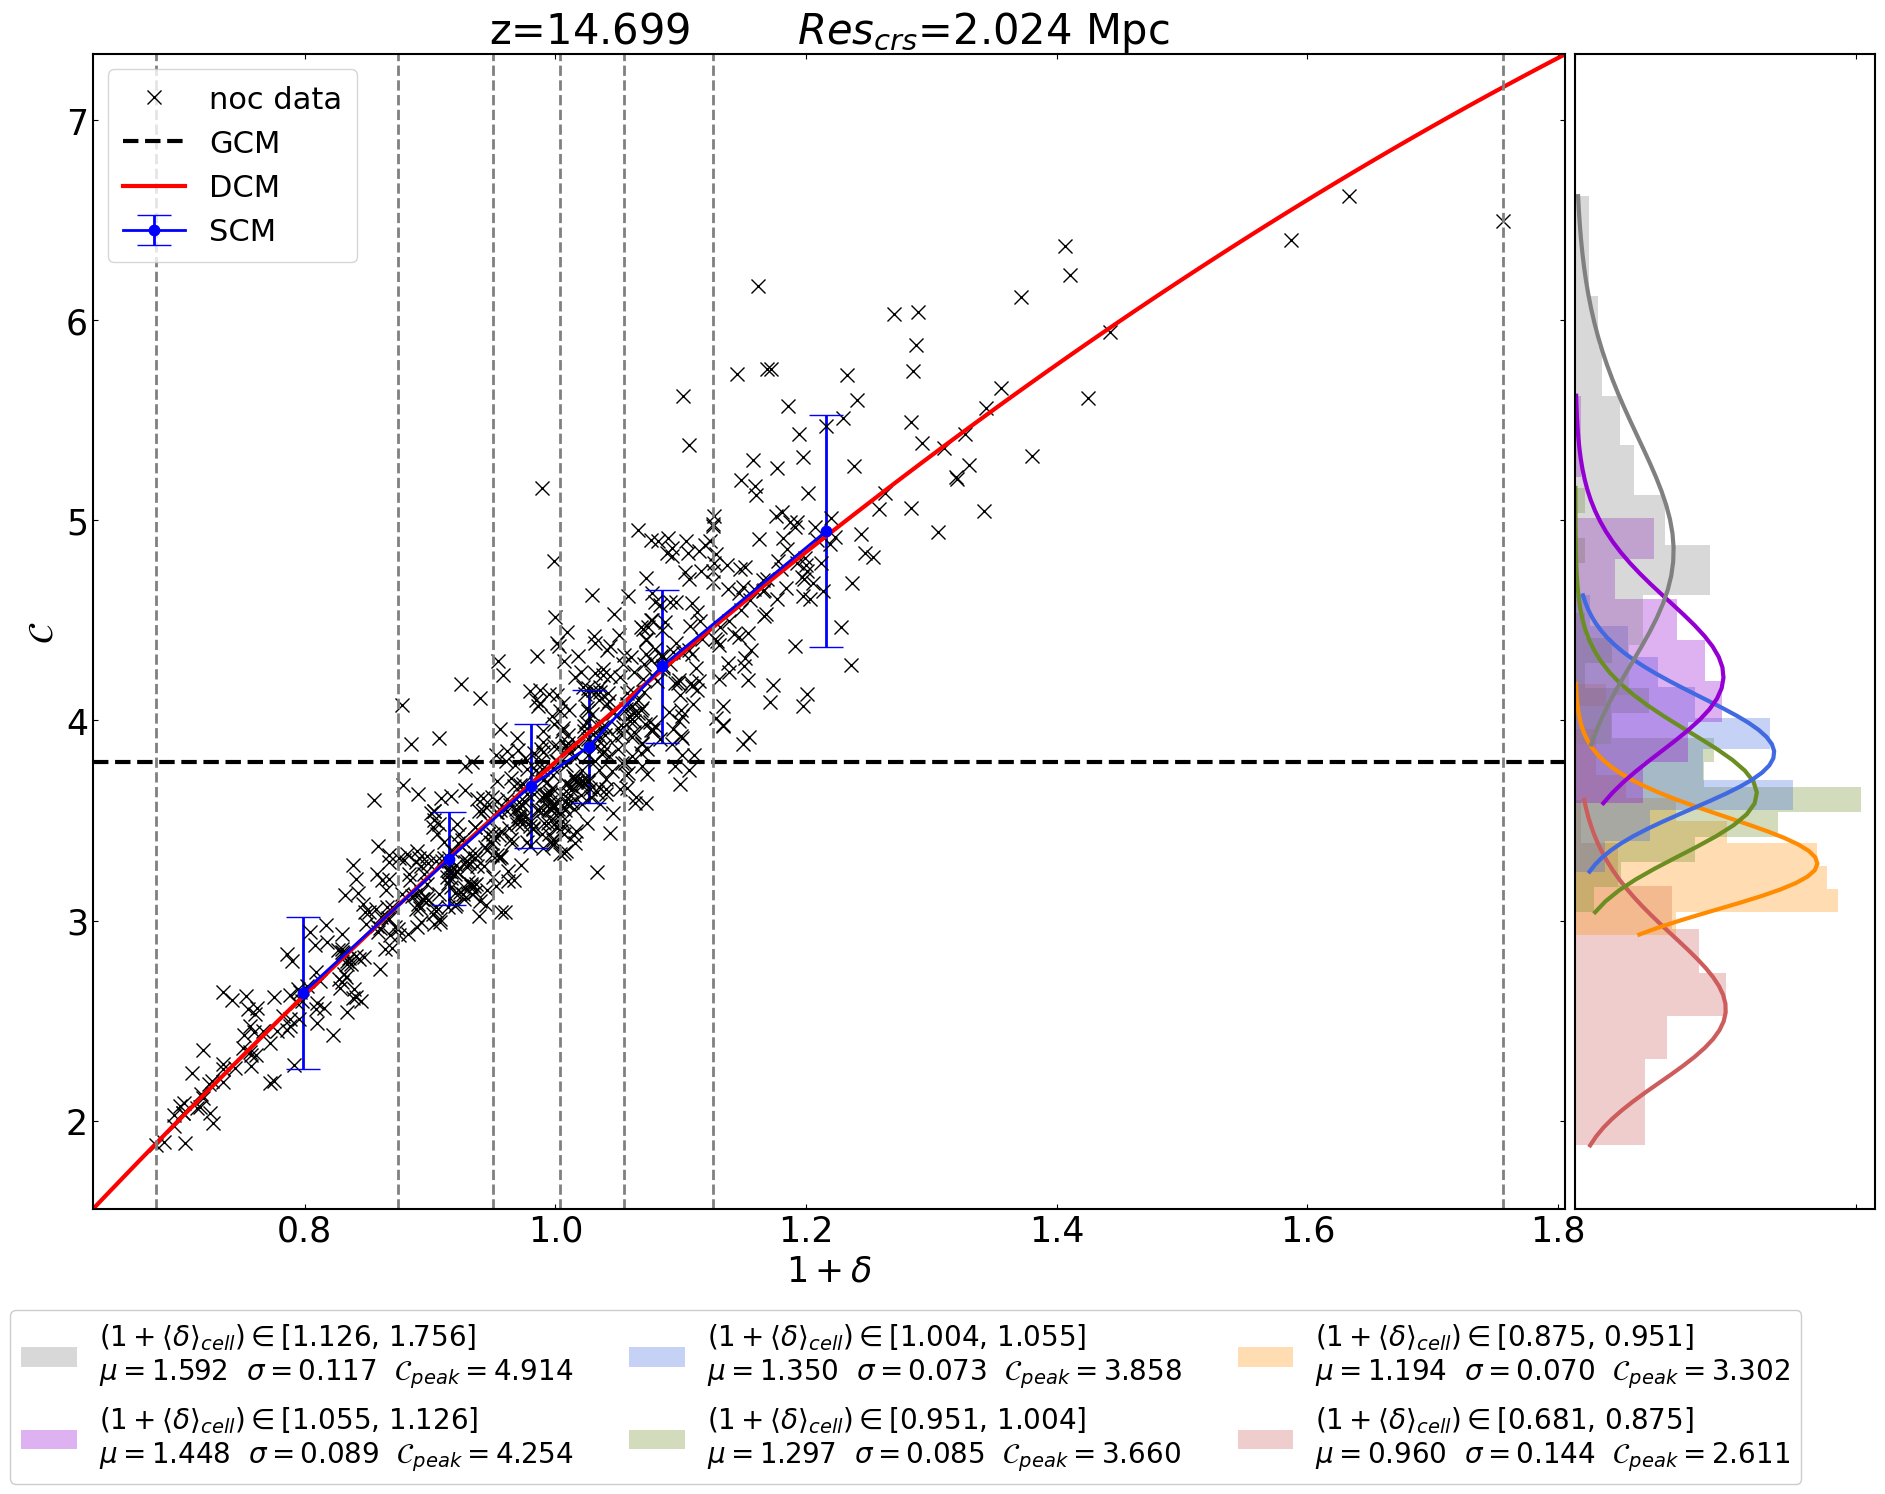 z=14.699 Res_crs=2.024 Mpc
noc data
GCM
DCM
SCM
7
6
5
4
3
2
𝒞
0.8 1.0 1.2 1.4 1.6 1.8
1 + δ
(1 + ⟨δ⟩_cell) ∈ [1.126, 1.756]
μ = 1.592 σ = 0.117 𝒞_peak = 4.914
(1 + ⟨δ⟩_cell) ∈ [1.055, 1.126]
μ = 1.448 σ = 0.089 𝒞_peak = 4.254
(1 + ⟨δ⟩_cell) ∈ [1.004, 1.055]
μ = 1.350 σ = 0.073 𝒞_peak = 3.858
(1 + ⟨δ⟩_cell) ∈ [0.951, 1.004]
μ = 1.297 σ = 0.085 𝒞_peak = 3.660
(1 + ⟨δ⟩_cell) ∈ [0.875, 0.951]
μ = 1.194 σ = 0.070 𝒞_peak = 3.302
(1 + ⟨δ⟩_cell) ∈ [0.681, 0.875]
μ = 0.960 σ = 0.144 𝒞_peak = 2.611